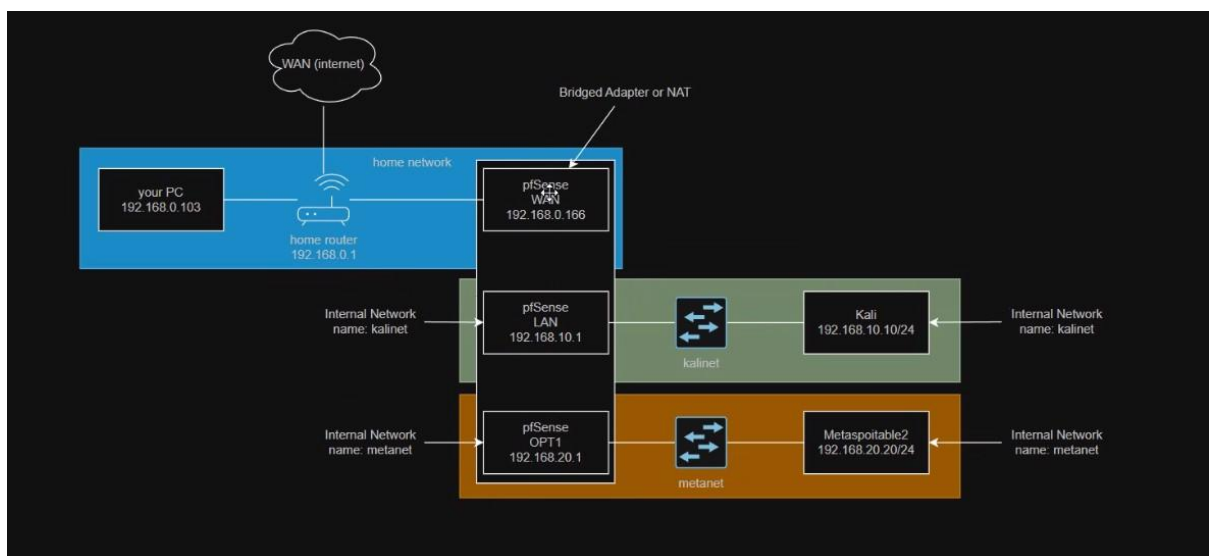 WAN (internet)
Bridged Adapter or NAT
home network
your PC
192.168.0.103
home router
192.168.0.1
pfSense
WAN
192.168.0.166
Internal Network
name: kalinet
pfSense
LAN
192.168.10.1
kalinet
Kali
192.168.10.10/24
Internal Network
name: kalinet
Internal Network
name: metanet
pfSense
OPT1
192.168.20.1
metanet
Metaspoitable2
192.168.20.20/24
Internal Network
name: metanet